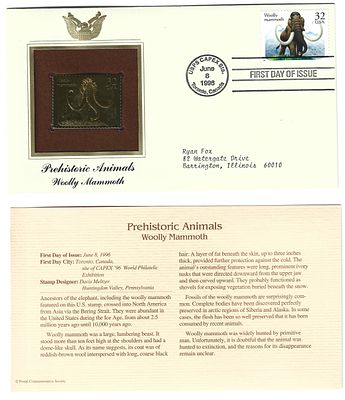 Woolly
mammoth
32
USA
USPS CAPEX Stn.
June
8
1996
Toronto, Canada
FIRST DAY OF ISSUE
32
Prehistoric Animals
Woolly Mammoth
Ryan Fox
82 Watergate Drive
Barrington, Illinois 60010
Prehistoric Animals
Woolly Mammoth
First Day of Issue: June 8, 1996
First Day City: Toronto, Canada,
site of CAPEX '96 World Philatelic
Exhibition
Stamp Designer: Davis Meltzer
Huntingdon Valley, Pennsylvania
Ancestors of the elephant, including the woolly mammoth
featured on this U.S. stamp, crossed into North America
from Asia via the Bering Strait. They were abundant in
the United States during the Ice Age, from about 2.5
million years ago until 10,000 years ago.
Woolly mammoth was a large, lumbering beast. It
stood more than ten feet high at the shoulders and had a
dome-like skull. As its name suggests, its coat was of
reddish-brown wool interspersed with long, coarse black
hair. A layer of fat beneath the skin, up to three inches
thick, provided further protection against the cold. The
animal's outstanding features were long, prominent ivory
tusks that were directed downward from the upper jaw
and then curved upward. They probably functioned as
shovels for exposing vegetation buried beneath the snow.
Fossils of the woolly mammoth are surprisingly com-
mon. Complete bodies have been discovered perfectly
preserved in arctic regions of Siberia and Alaska. In some
cases, the flesh has been so well preserved that it has been
consumed by recent animals.
Woolly mammoth was widely hunted by primitive
man. Unfortunately, it is doubtful that the animal was
hunted to extinction, and the reasons for its disappearance
remain unclear.
© Postal Commemorative Society